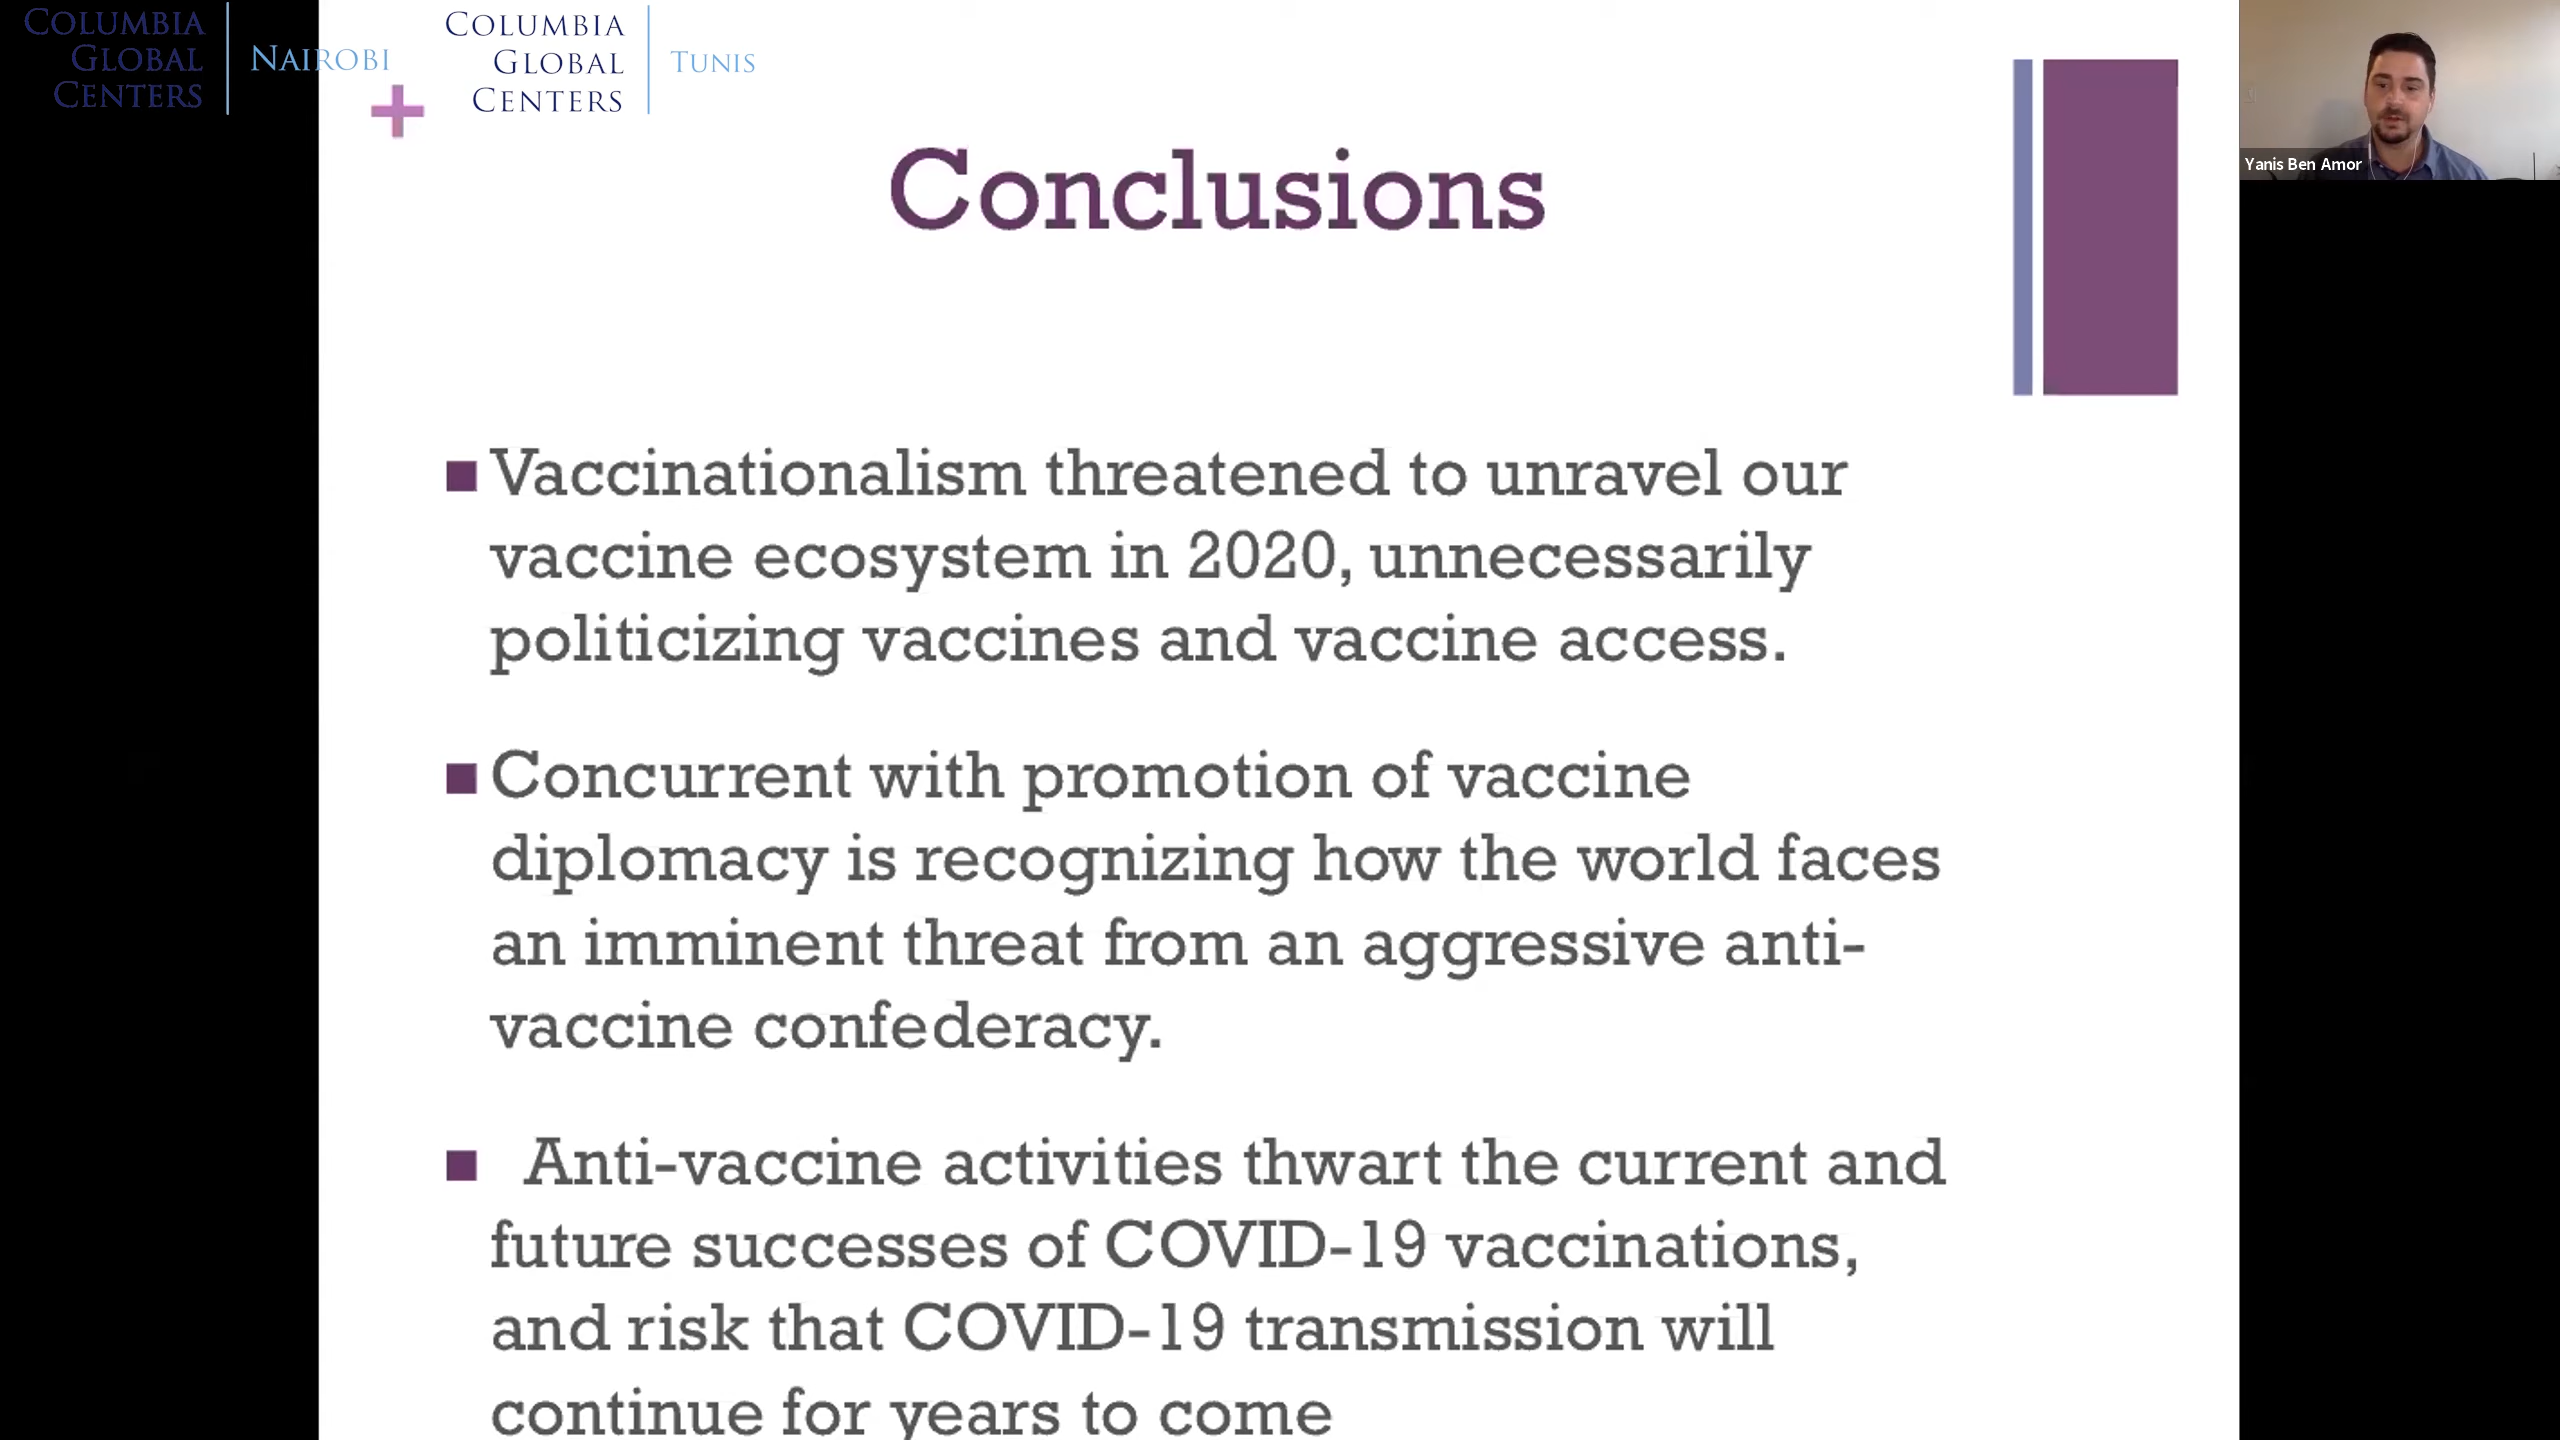 COLUMBIA
GLOBAL
CENTERS
NAIROBI
COLUMBIA
GLOBAL
CENTERS
TUNIS
Yanis Ben Amor
Conclusions
Vaccinationalism threatened to unravel our
vaccine ecosystem in 2020, unnecessarily
politicizing vaccines and vaccine access.
Concurrent with promotion of vaccine
diplomacy is recognizing how the world faces
an imminent threat from an aggressive anti-
vaccine confederacy.
Anti-vaccine activities thwart the current and
future successes of COVID-19 vaccinations,
and risk that COVID-19 transmission will
continue for years to come